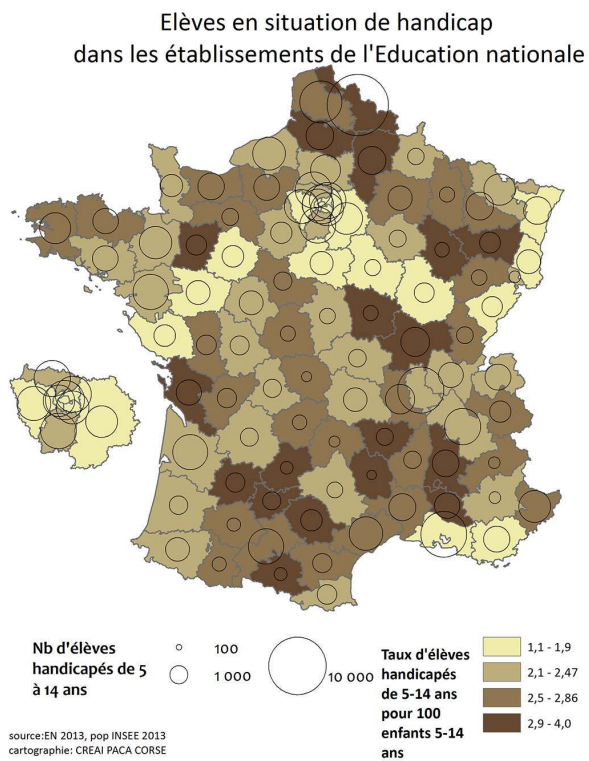 Elèves en situation de handicap
dans les établissements de l'Education nationale
Nb d'élèves
handicapés de 5
à 14 ans
100
1 000
10 000
Taux d'élèves
handicapés
de 5-14 ans
pour 100
enfants 5-14
ans
1,1 - 1,9
2,1 - 2,47
2,5 - 2,86
2,9 - 4,0
source:EN 2013, pop INSEE 2013
cartographie: CREAI PACA CORSE